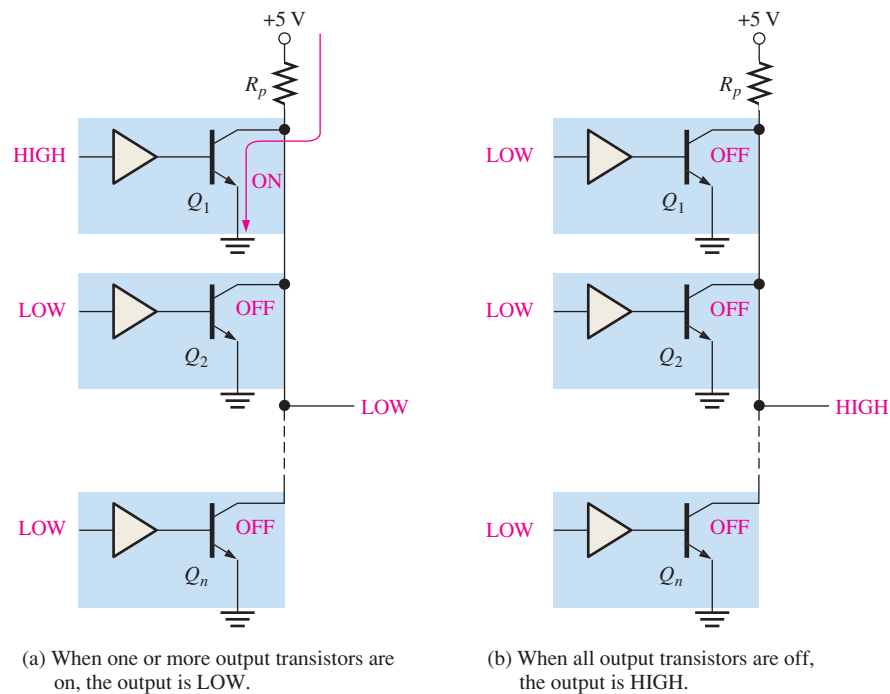 +5 V
R_p
HIGH
ON
Q_1
LOW
OFF
Q_2
LOW
LOW
OFF
Q_n
(a) When one or more output transistors are
on, the output is LOW.
+5 V
R_p
LOW
OFF
Q_1
LOW
OFF
Q_2
HIGH
LOW
OFF
Q_n
(b) When all output transistors are off,
the output is HIGH.